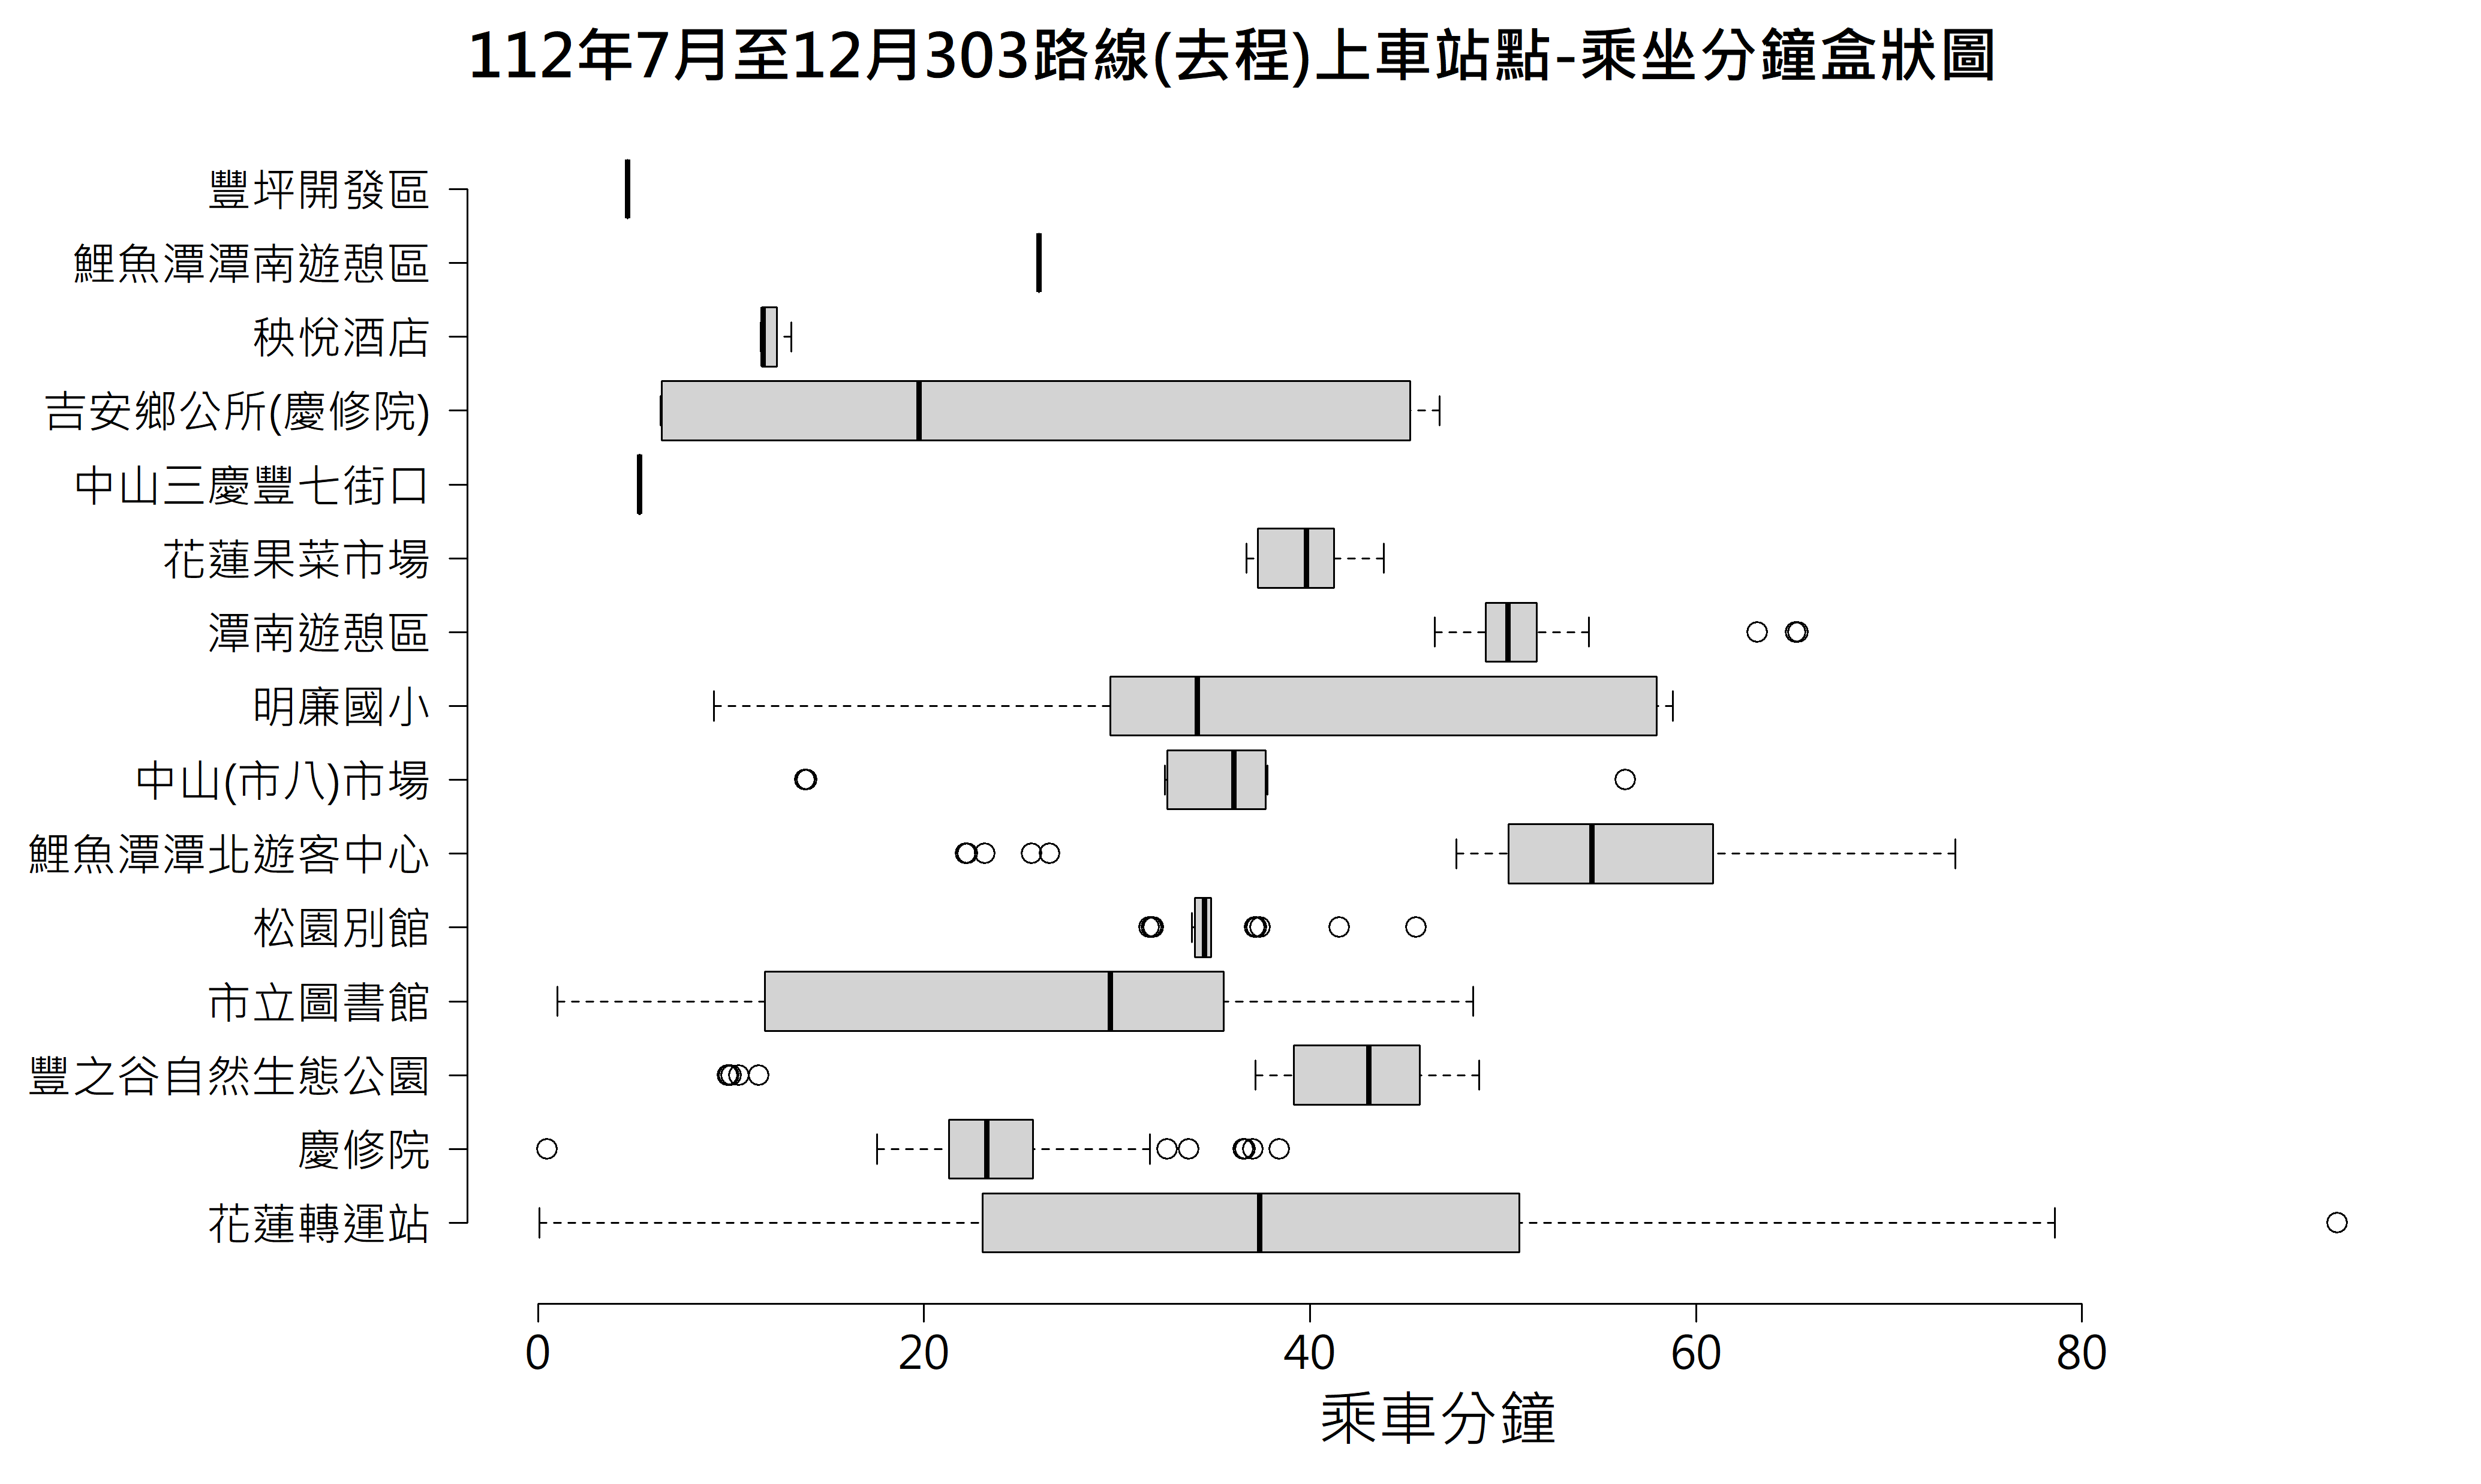 112年7月至12月303路線(去程)上車站點-乘坐分鐘盒狀圖
豐坪開發區
鯉魚潭潭南遊憩區
秧悅酒店
吉安鄉公所(慶修院)
中山三慶豐七街口
花蓮果菜市場
潭南遊憩區
明廉國小
中山(市八)市場
鯉魚潭潭北遊客中心
松園別館
市立圖書館
豐之谷自然生態公園
慶修院
花蓮轉運站
0 20 40 60 80
乘車分鐘